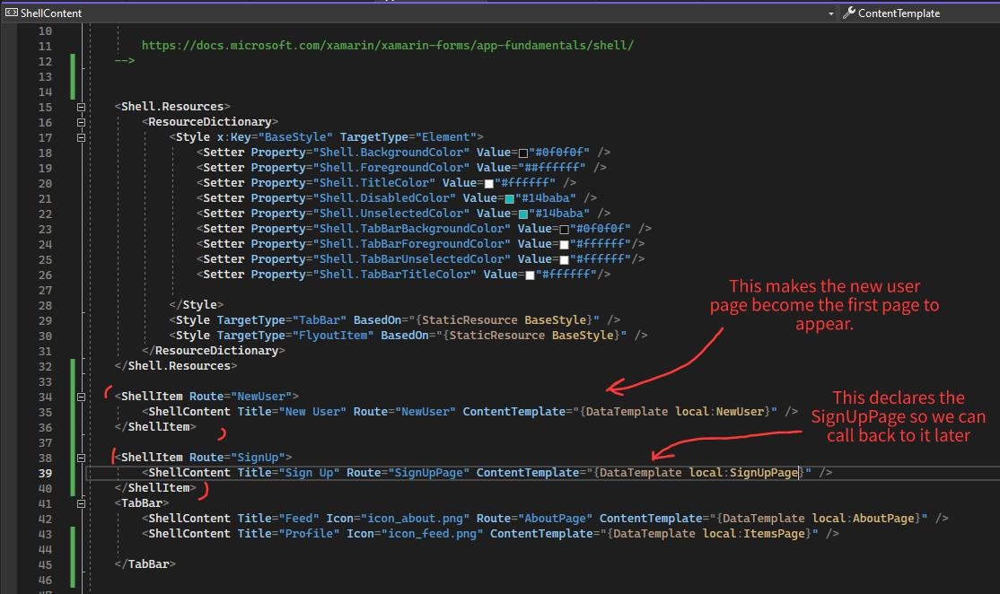 ShellContent
ContentTemplate
10
11 https://docs.microsoft.com/xamarin/xamarin-forms/app-fundamentals/shell/
12 -->
13
14
15 <Shell.Resources>
16 <ResourceDictionary>
17 <Style x:Key="BaseStyle" TargetType="Element">
18 <Setter Property="Shell.BackgroundColor" Value="#0f0f0f" />
19 <Setter Property="Shell.ForegroundColor" Value="##ffffff" />
20 <Setter Property="Shell.TitleColor" Value="#ffffff" />
21 <Setter Property="Shell.DisabledColor" Value="#14baba" />
22 <Setter Property="Shell.UnselectedColor" Value="#14baba" />
23 <Setter Property="Shell.TabBarBackgroundColor" Value="#0f0f0f" />
24 <Setter Property="Shell.TabBarForegroundColor" Value="#ffffff"/>
25 <Setter Property="Shell.TabBarUnselectedColor" Value="#ffffff"/>
26 <Setter Property="Shell.TabBarTitleColor" Value="#ffffff"/>
27
28 </Style>
29 <Style TargetType="TabBar" BasedOn="{StaticResource BaseStyle}" />
30 <Style TargetType="FlyoutItem" BasedOn="{StaticResource BaseStyle}" />
31 </ResourceDictionary>
32 </Shell.Resources>
This makes the new user
page become the first page to
appear.
33
34 <ShellItem Route="NewUser">
35 <ShellContent Title="New User" Route="NewUser" ContentTemplate="{DataTemplate local:NewUser}" />
36 </ShellItem>
This declares the
SignUpPage so we can
call back to it later
37
38 <ShellItem Route="SignUp">
39 <ShellContent Title="Sign Up" Route="SignUpPage" ContentTemplate="{DataTemplate local:SignUpPage}" />
40 </ShellItem>
41 <TabBar>
42 <ShellContent Title="Feed" Icon="icon_about.png" Route="AboutPage" ContentTemplate="{DataTemplate local:AboutPage}" />
43 <ShellContent Title="Profile" Icon="icon_feed.png" ContentTemplate="{DataTemplate local:ItemsPage}" />
44
45 </TabBar>
46